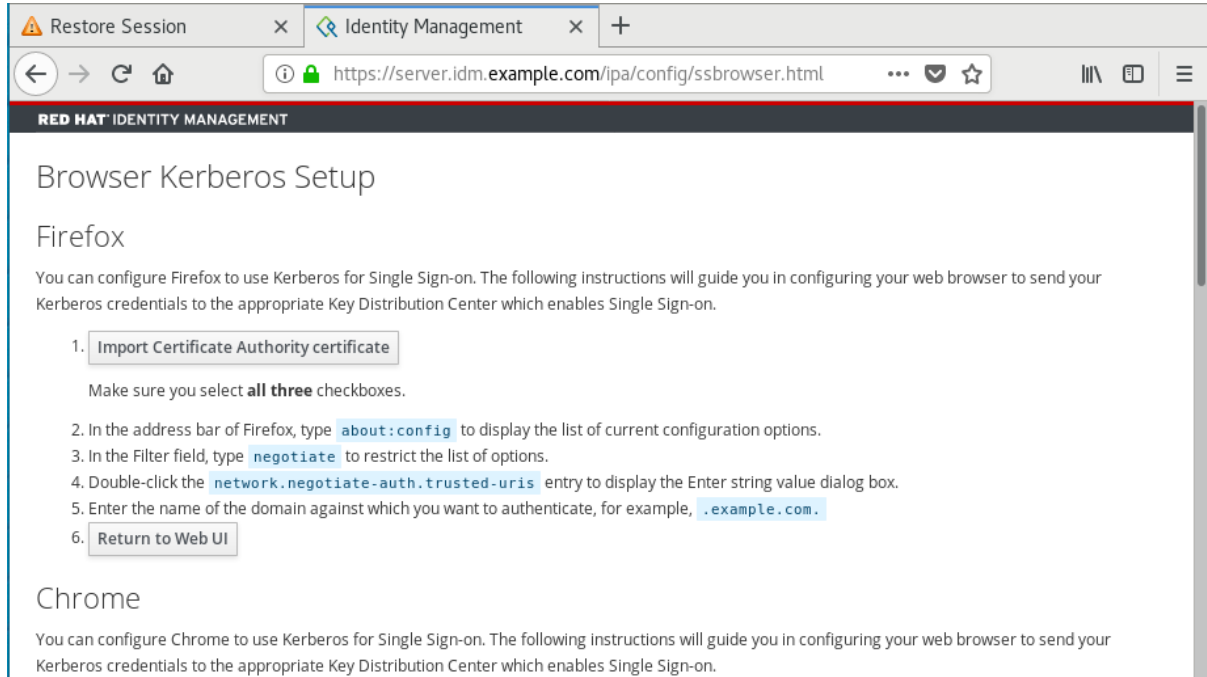 Restore Session
Identity Management
https://server.idm.example.com/ipa/config/ssbrowser.html
RED HAT® IDENTITY MANAGEMENT
Browser Kerberos Setup
Firefox
You can configure Firefox to use Kerberos for Single Sign-on. The following instructions will guide you in configuring your web browser to send your
Kerberos credentials to the appropriate Key Distribution Center which enables Single Sign-on.
1. Import Certificate Authority certificate
Make sure you select all three checkboxes.
2. In the address bar of Firefox, type about:config to display the list of current configuration options.
3. In the Filter field, type negotiate to restrict the list of options.
4. Double-click the network.negotiate-auth.trusted-uris entry to display the Enter string value dialog box.
5. Enter the name of the domain against which you want to authenticate, for example, .example.com.
6. Return to Web UI
Chrome
You can configure Chrome to use Kerberos for Single Sign-on. The following instructions will guide you in configuring your web browser to send your
Kerberos credentials to the appropriate Key Distribution Center which enables Single Sign-on.